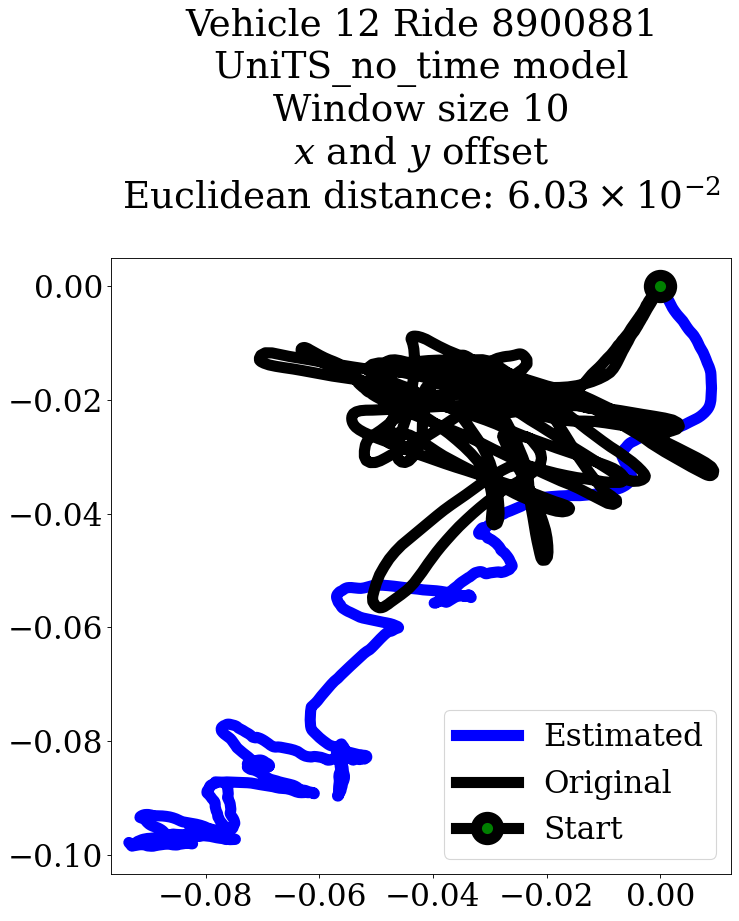 Vehicle 12 Ride 8900881
UniTS_no_time model
Window size 10
x and y offset
Euclidean distance: 6.03 × 10⁻²
0.00
−0.02
−0.04
−0.06
−0.08
−0.10
Estimated
Original
Start
−0.08 −0.06 −0.04 −0.02 0.00